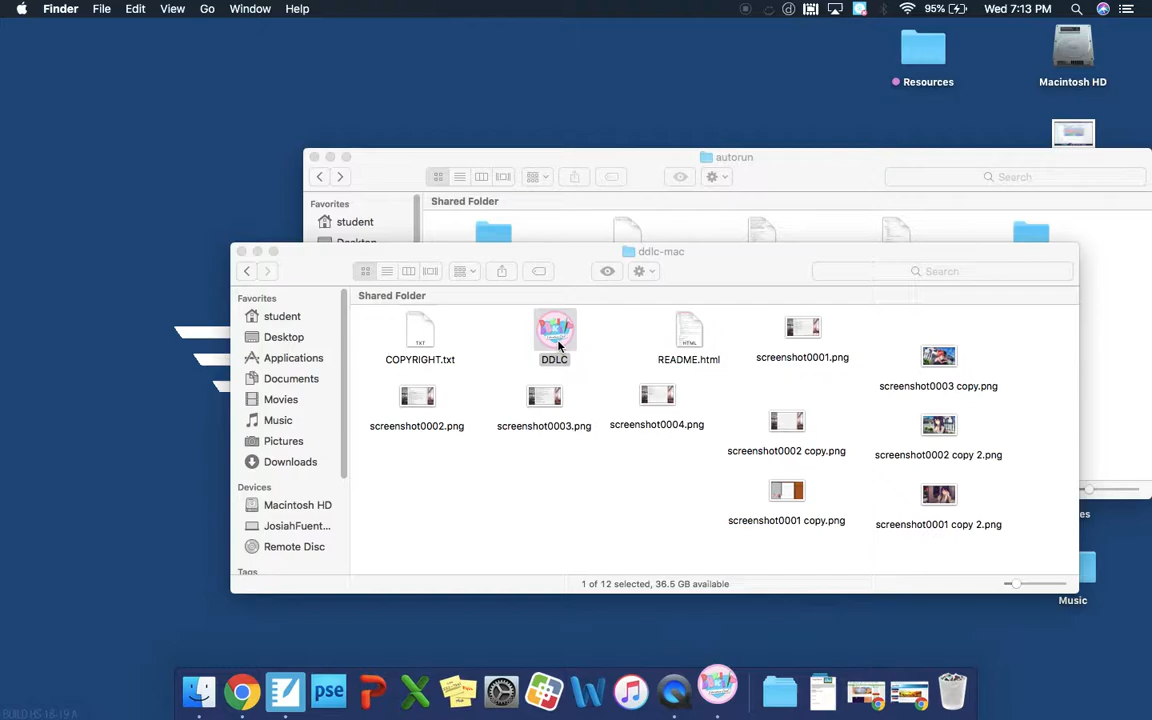 Finder File Edit View Go Window Help
95% Wed 7:13 PM
Resources
Macintosh HD
autorun
Search
Favorites
Shared Folder
student
ddlc-mac
Search
Favorites
Shared Folder
student
Desktop
Applications
Documents
Movies
Music
Pictures
Downloads
Devices
Macintosh HD
JosiahFuent...
Remote Disc
Tags
COPYRIGHT.txt
DDLC
README.html
screenshot0001.png
screenshot0003 copy.png
screenshot0002.png
screenshot0003.png
screenshot0004.png
screenshot0002 copy.png
screenshot0002 copy 2.png
screenshot0001 copy.png
screenshot0001 copy 2.png
TXT
HTML
1 of 12 selected, 36.5 GB available
Music
pse